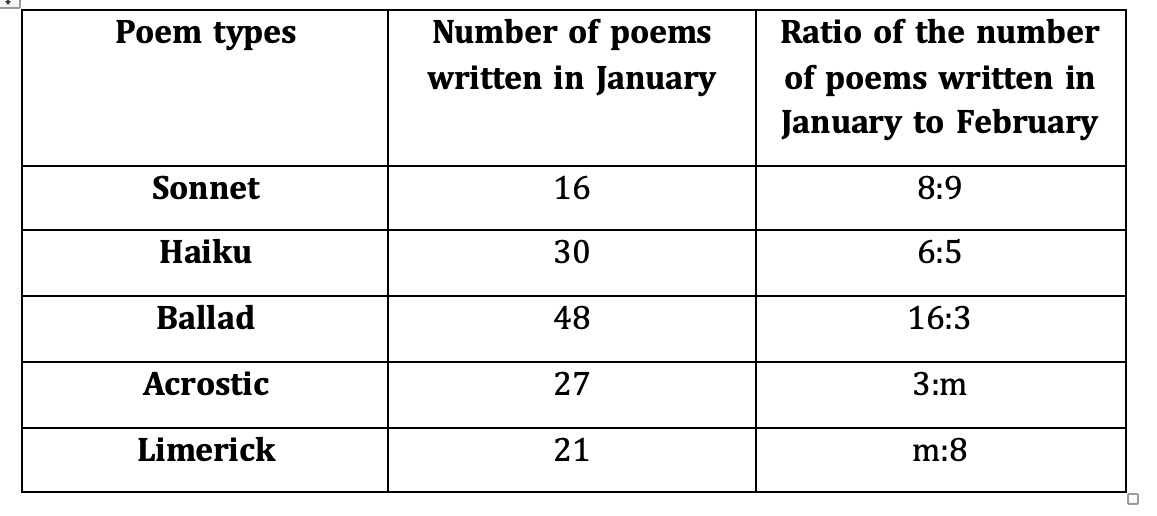 Poem types
Number of poems
written in January
Ratio of the number
of poems written in
January to February
Sonnet
16
8:9
Haiku
30
6:5
Ballad
48
16:3
Acrostic
27
3:m
Limerick
21
m:8